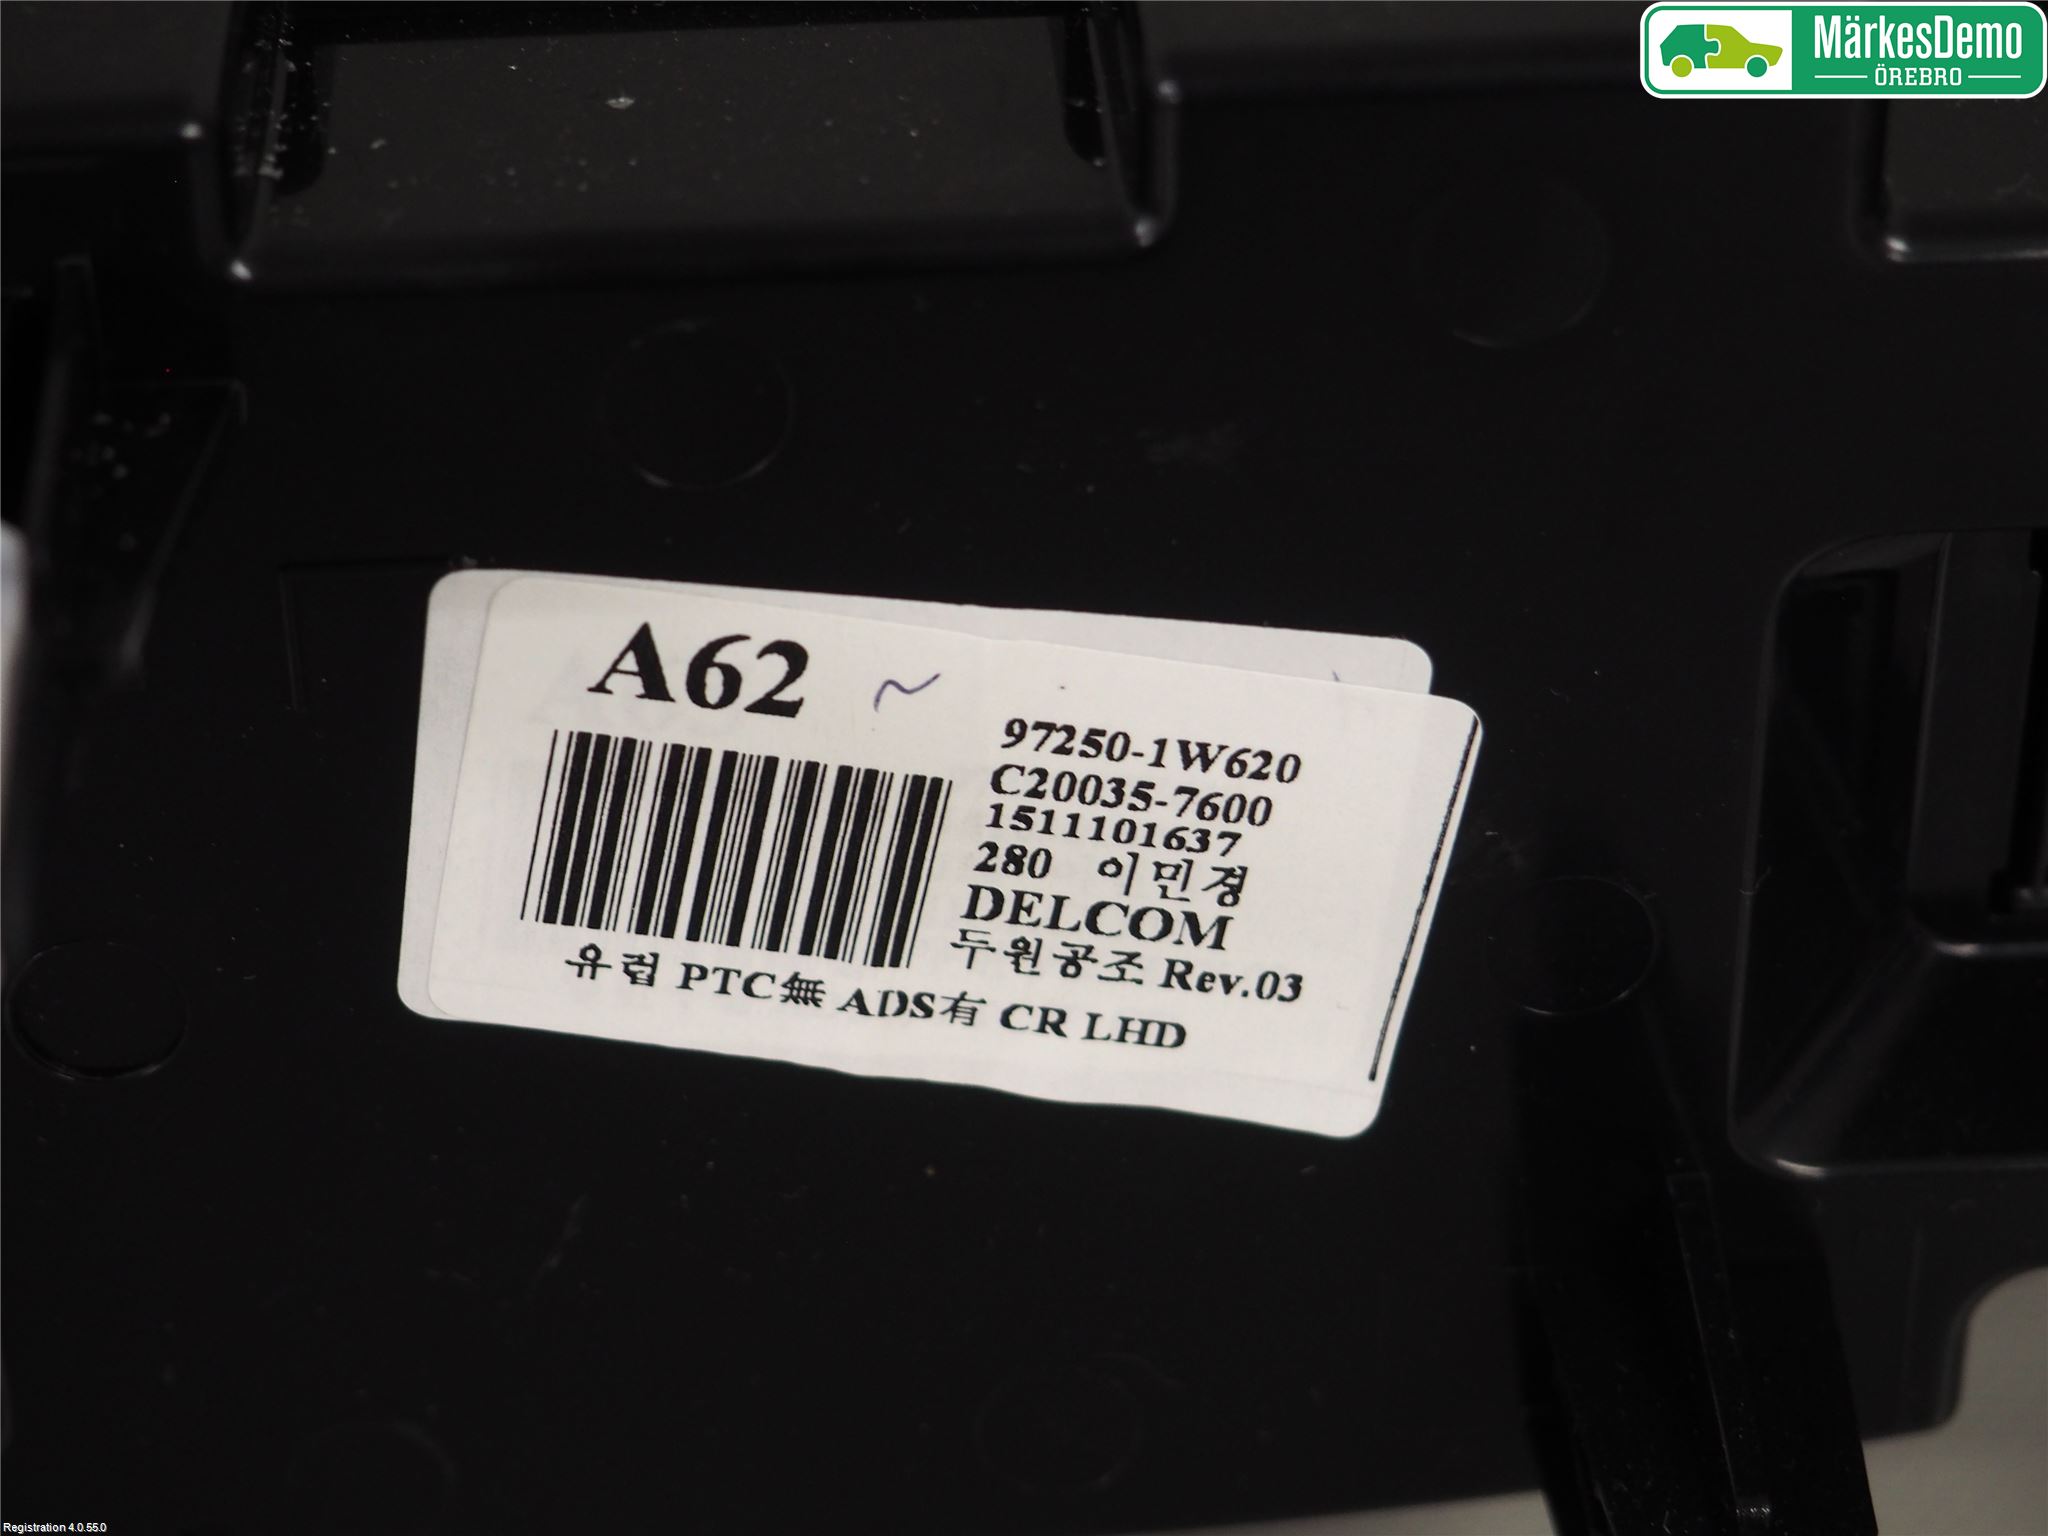 MärkesDemo
ÖREBRO
A62
97250-1W620
C20035-7600
1511101637
280 이민경
DELCOM
두원공조 Rev.03
유럽 PTC無 ADS有 CR LHD
Registration 4.0.55.0